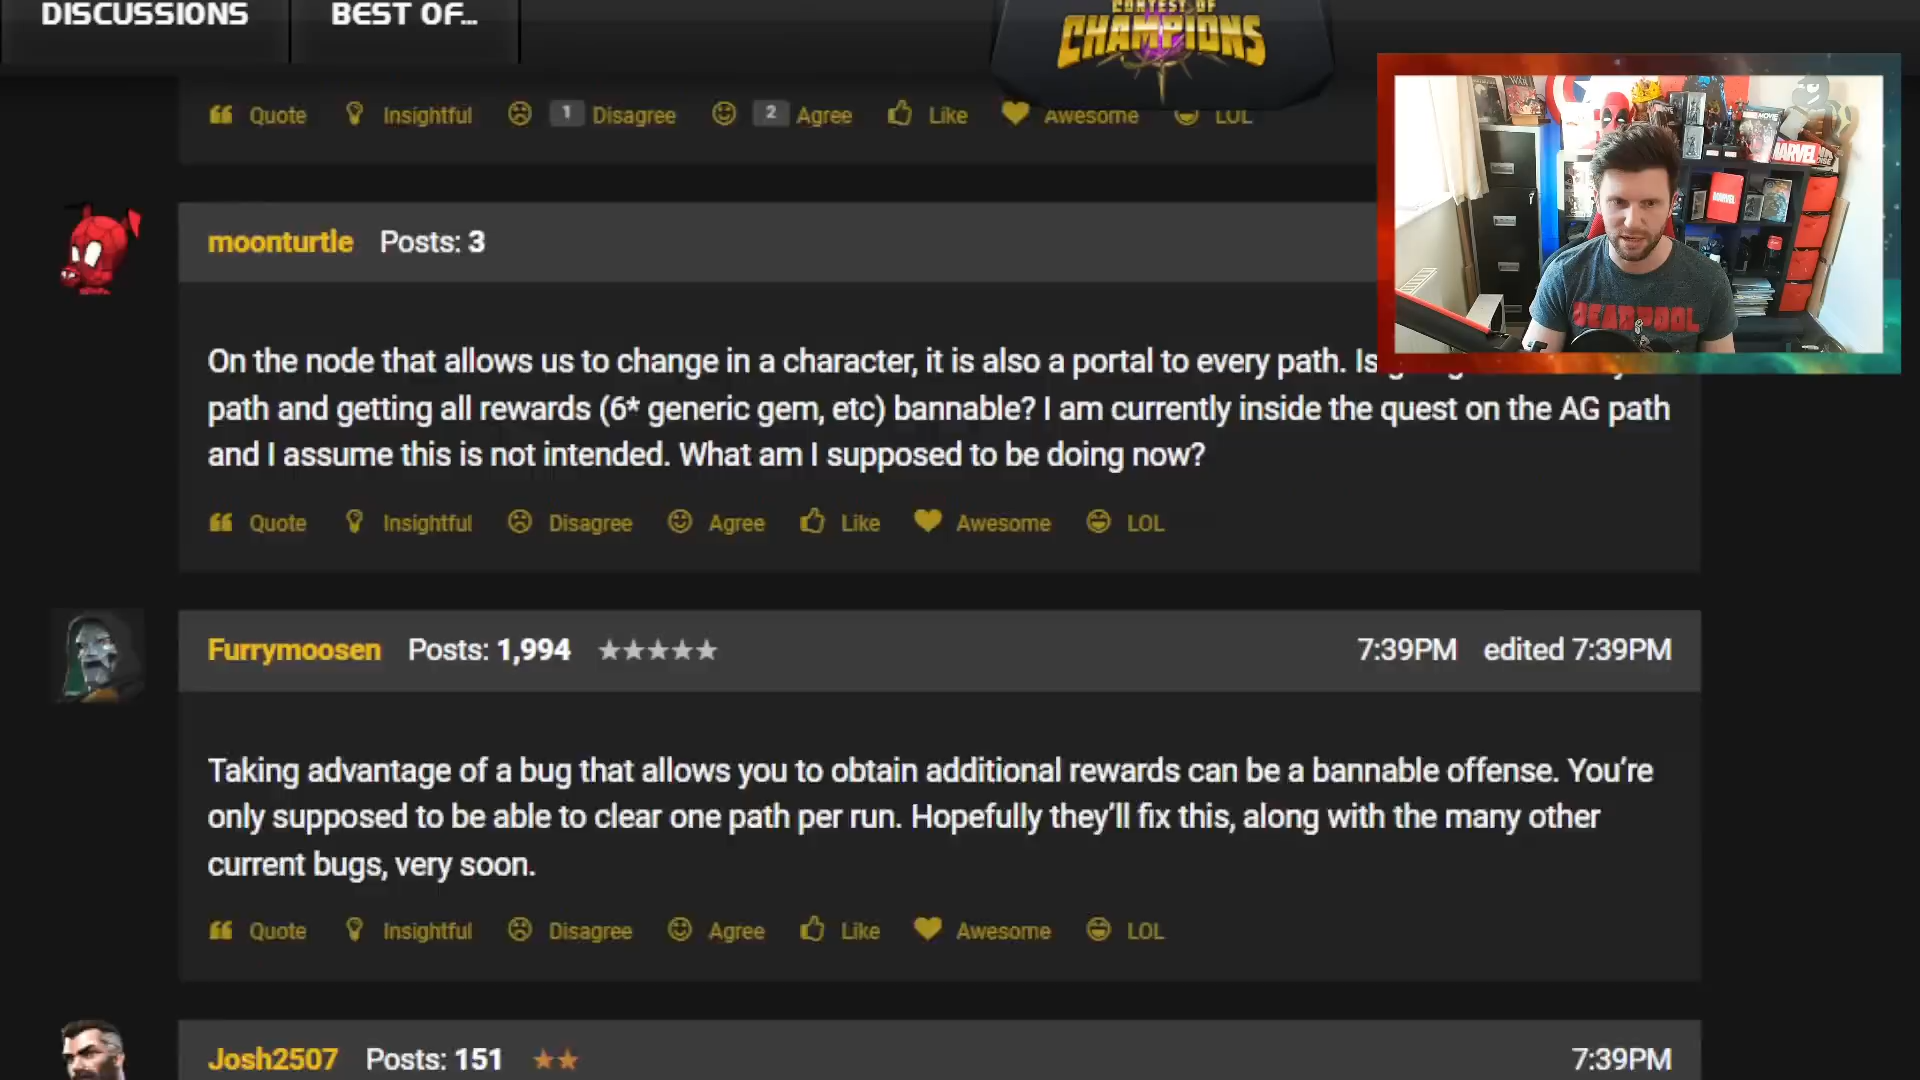 DISCUSSIONS BEST OF...
CONTEST OF
CHAMPIONS
Quote Insightful 1 Disagree 2 Agree Like Awesome LOL
moonturtle Posts: 3
On the node that allows us to change in a character, it is also a portal to every path. Is
path and getting all rewards (6* generic gem, etc) bannable? I am currently inside the quest on the AG path
and I assume this is not intended. What am I supposed to be doing now?
Quote Insightful Disagree Agree Like Awesome LOL
Furrymoosen Posts: 1,994 7:39PM edited 7:39PM
Taking advantage of a bug that allows you to obtain additional rewards can be a bannable offense. You're
only supposed to be able to clear one path per run. Hopefully they'll fix this, along with the many other
current bugs, very soon.
Quote Insightful Disagree Agree Like Awesome LOL
Josh2507 Posts: 151 7:39PM
MARVEL
DEADPOOL